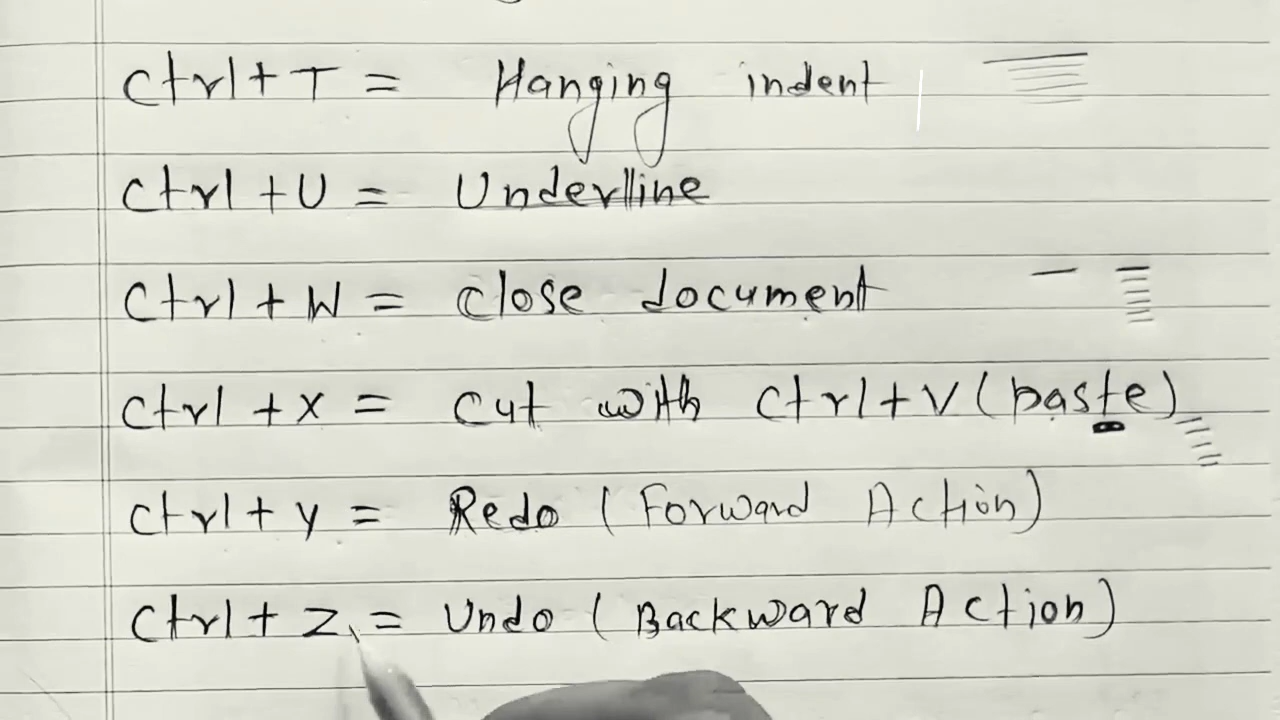 Ctrl + T = Hanging indent
Ctrl + U = Underline
Ctrl + W = Close document
Ctrl + X = Cut with Ctrl + V (paste)
Ctrl + y = Redo (Forward Action)
Ctrl + Z = Undo (Backward Action)